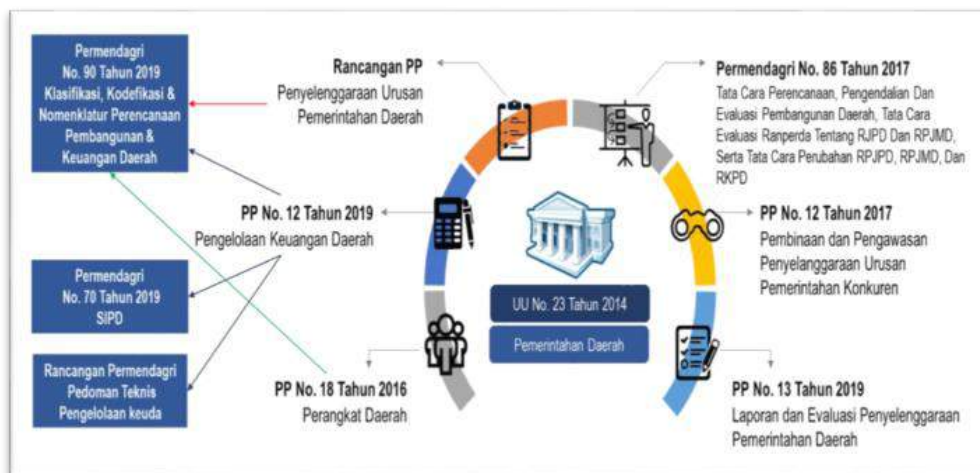 Permendagri
No. 90 Tahun 2019
Klasifikasi, Kodefikasi &
Nomenklatur Perencanaan
Pembangunan &
Keuangan Daerah
Permendagri
No. 70 Tahun 2019
SIPD
Rancangan Permendagri
Pedoman Teknis
Pengelolaan keuda
Rancangan PP
Penyelenggaraan Urusan
Pemerintahan Daerah
PP No. 12 Tahun 2019
Pengelolaan Keuangan Daerah
PP No. 18 Tahun 2016
Perangkat Daerah
UU No. 23 Tahun 2014
Pemerintahan Daerah
Permendagri No. 86 Tahun 2017
Tata Cara Perencanaan, Pengendalian Dan
Evaluasi Pembangunan Daerah, Tata Cara
Evaluasi Ranperda Tentang RJPD Dan RPJMD,
Serta Tata Cara Perubahan RPJPD, RPJMD, Dan
RKPD
PP No. 12 Tahun 2017
Pembinaan dan Pengawasan
Penyelanggaraan Urusan
Pemerintahan Konkuren
PP No. 13 Tahun 2019
Laporan dan Evaluasi Penyelenggaraan
Pemerintahan Daerah